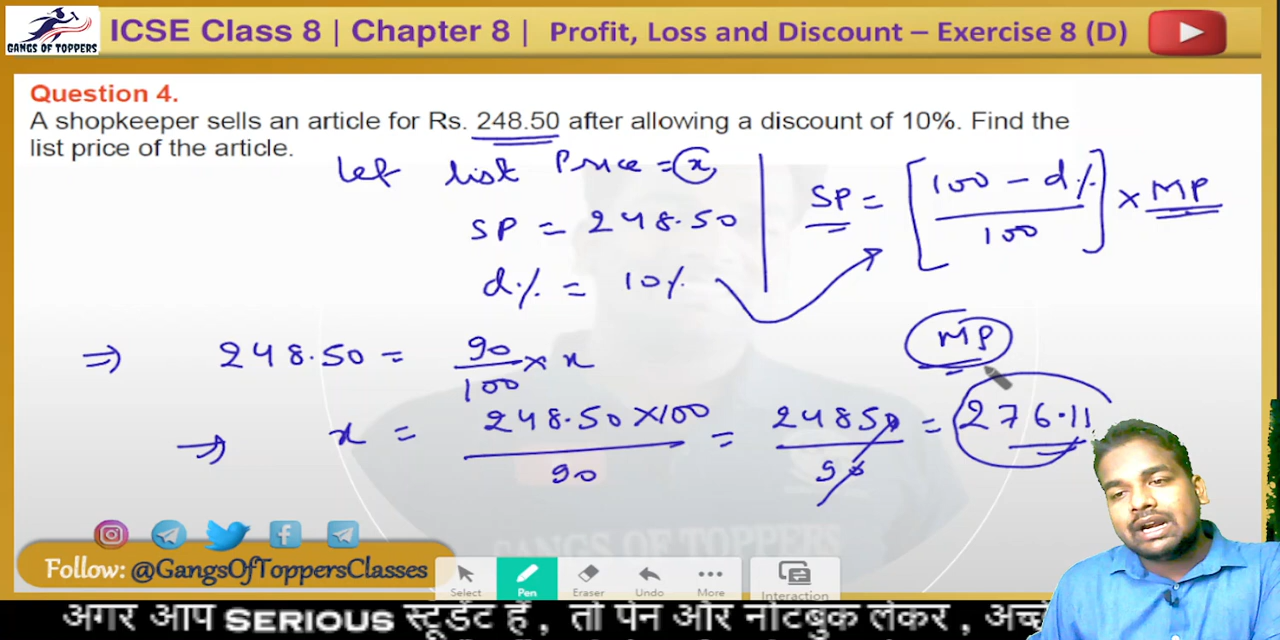 GANGS OF TOPPERS
ICSE Class 8 | Chapter 8 | Profit, Loss and Discount – Exercise 8 (D)
Question 4.
A shopkeeper sells an article for Rs. 248.50 after allowing a discount of 10%. Find the
list price of the article.
Let list Price = x
SP = 248.50
d% = 10%
SP = [100 - d% / 100] × MP
MP
⇒ 248.50 = 90/100 × x
⇒ x = 248.50×100 / 90 = 24850 / 90 = 276.11
GANGS OF TOPPERS
Follow: @GangsOfToppersClasses
Select Pen Eraser Undo More Interaction
अगर आप SERIOUS स्टूडेंट हैं , तो पेन और नोटबुक लेकर ,